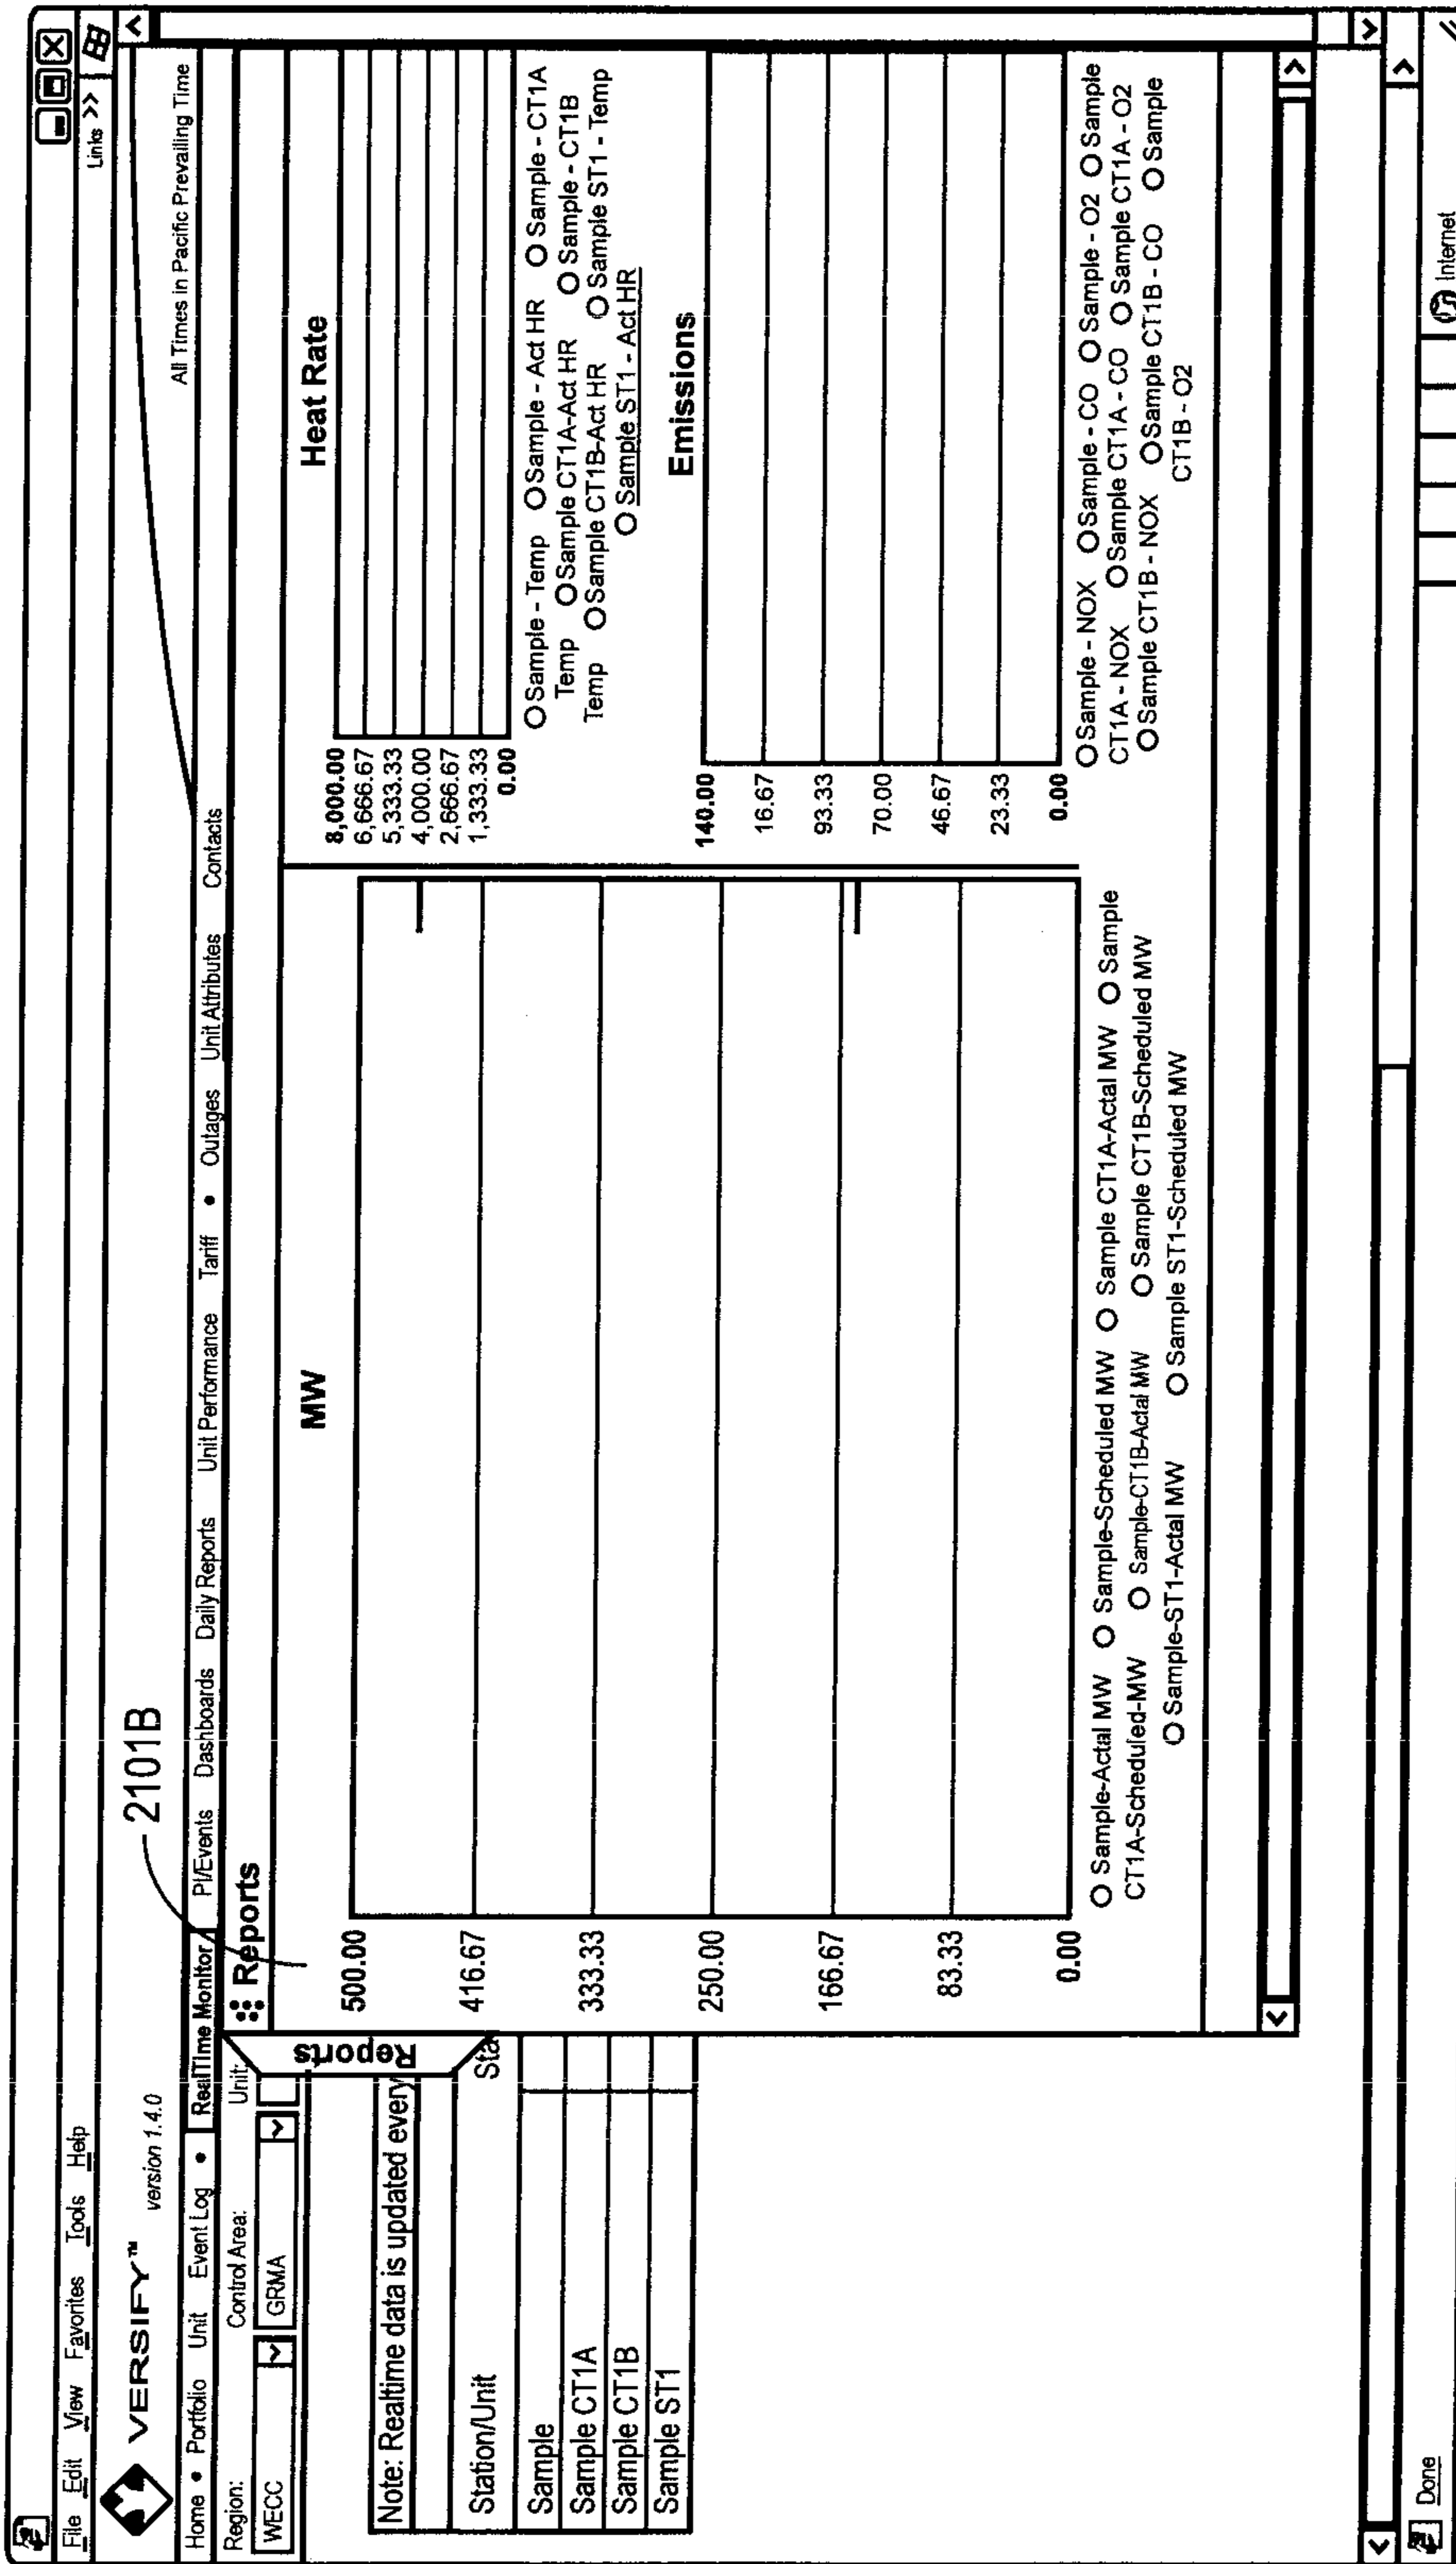 Links >>
File Edit View Favorites Tools Help
VERSIFY™ version 1.4.0
2101B
All Times in Pacific Prevailing Time
Home • Portfolio Unit Event Log • RealTime Monitor PI/Events Dashboards Daily Reports Unit Performance Tariff • Outages Unit Attributes Contacts
Region: Control Area: Unit:
WECC GRMA
Note: Realtime data is updated every
Station/Unit Sta
Sample
Sample CT1A
Sample CT1B
Sample ST1
Reports
Reports
MW
500.00
416.67
333.33
250.00
166.67
83.33
0.00
O Sample-Actal MW O Sample-Scheduled MW O Sample CT1A-Actal MW O Sample
CT1A-Scheduled-MW O Sample-CT1B-Actal MW O Sample CT1B-Scheduled MW
O Sample-ST1-Actal MW O Sample ST1-Scheduled MW
Heat Rate
8,000.00
6,666.67
5,333.33
4,000.00
2,666.67
1,333.33
0.00
O Sample - Temp O Sample - Act HR O Sample - CT1A
Temp O Sample CT1A-Act HR O Sample - CT1B
Temp O Sample CT1B-Act HR O Sample ST1 - Temp
O Sample ST1 - Act HR
Emissions
140.00
16.67
93.33
70.00
46.67
23.33
0.00
O Sample - NOX O Sample - CO O Sample - O2 O Sample
CT1A - NOX O Sample CT1A - CO O Sample CT1A - O2
O Sample CT1B - NOX O Sample CT1B - CO O Sample
CT1B - O2
Done
Internet